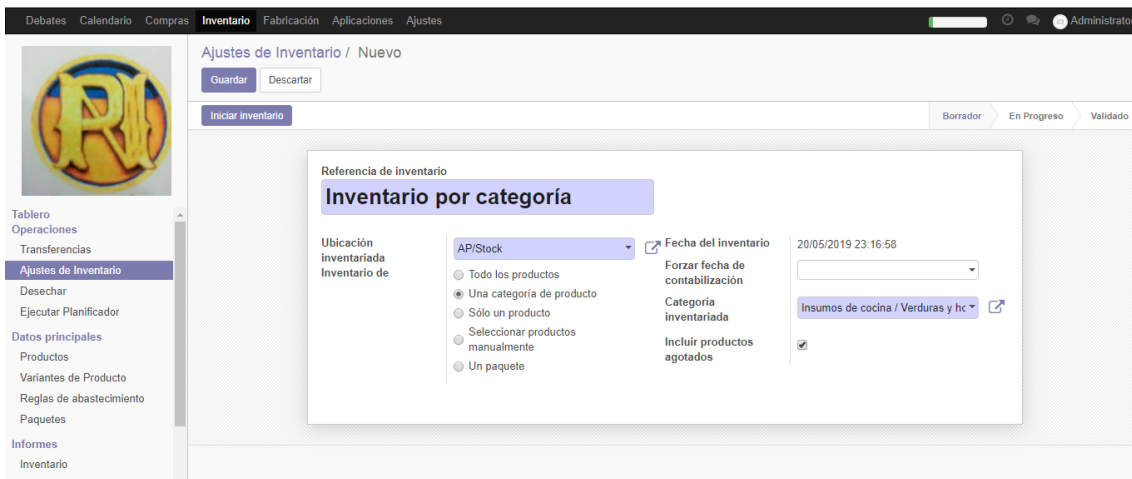 Debates Calendario Compras Inventario Fabricación Aplicaciones Ajustes Administrator
RI
Ajustes de Inventario / Nuevo
Guardar Descartar
Iniciar inventario
Borrador En Progreso Validado
Tablero
Operaciones
Transferencias
Ajustes de Inventario
Desechar
Ejecutar Planificador
Datos principales
Productos
Variantes de Producto
Reglas de abastecimiento
Paquetes
Informes
Inventario
Referencia de inventario
Inventario por categoría
Ubicación
inventariada
AP/Stock
Inventario de
Todo los productos
Una categoría de producto
Sólo un producto
Seleccionar productos
manualmente
Un paquete
Fecha del inventario 20/05/2019 23:16:58
Forzar fecha de
contabilización
Categoría
inventariada
Insumos de cocina / Verduras y hc
Incluir productos
agotados